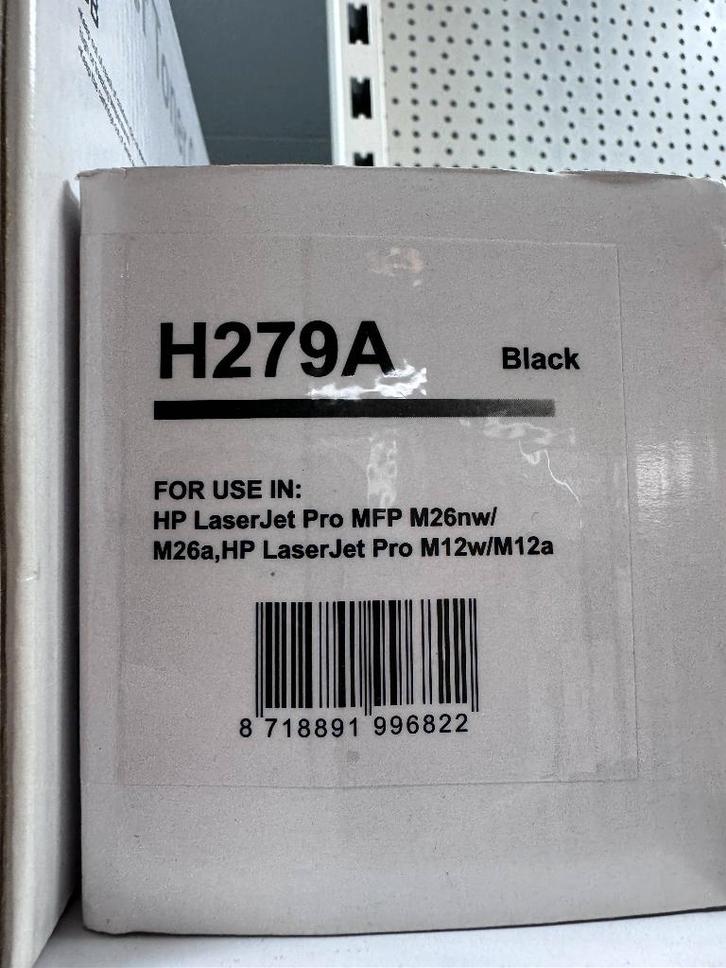 Toner
H279A
Black
FOR USE IN:
HP LaserJet Pro MFP M26nw/
M26a,HP LaserJet Pro M12w/M12a
8 718891 996822